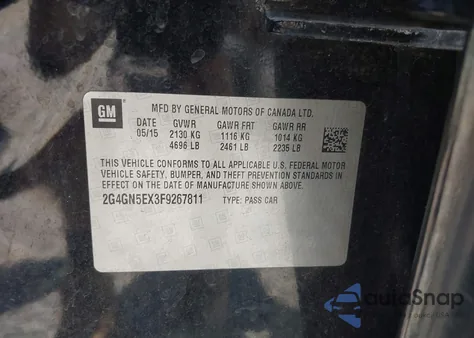 GM
MFD BY GENERAL MOTORS OF CANADA LTD.
DATE GVWR GAWR FRT GAWR RR
05/15 2130 KG 1116 KG 1014 KG
4696 LB 2461 LB 2235 LB
THIS VEHICLE CONFORMS TO ALL APPLICABLE U.S. FEDERAL MOTOR
VEHICLE SAFETY, BUMPER, AND THEFT PREVENTION STANDARDS IN
EFFECT ON THE DATE OF MANUFACTURE SHOWN ABOVE
2G4GN5EX3F9267811 TYPE: PASS CAR
AutoSnap